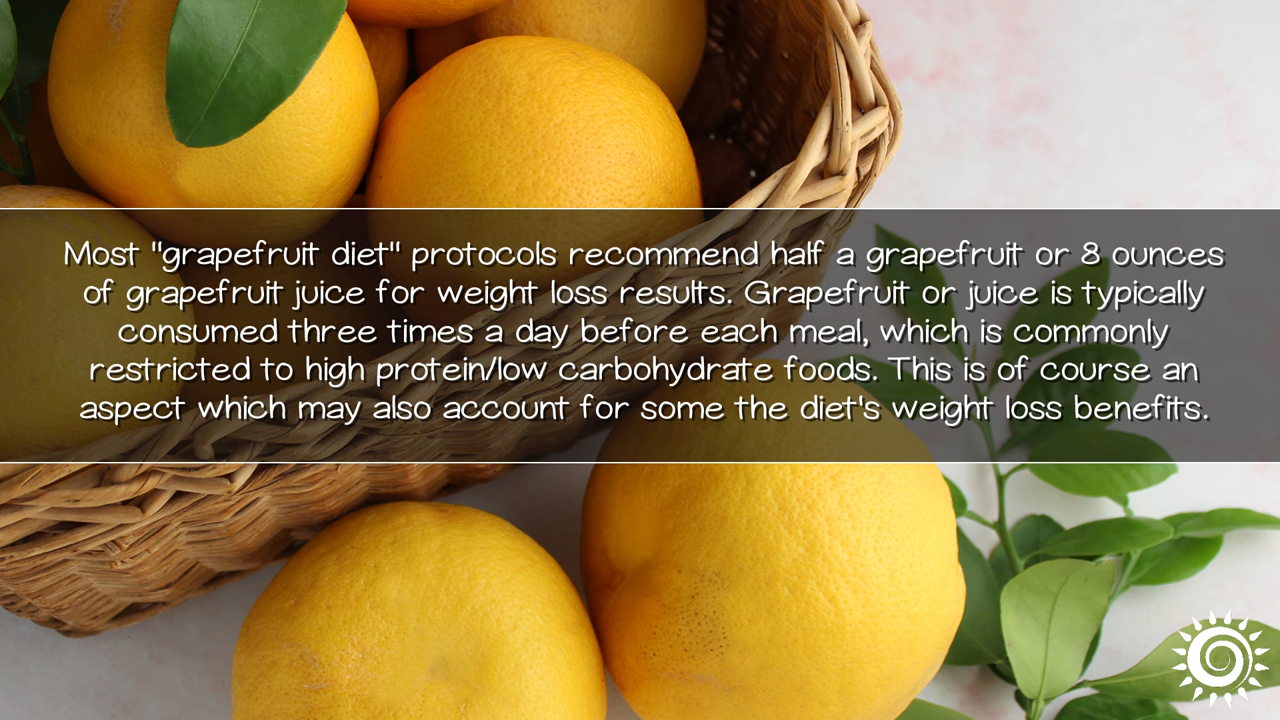 Most "grapefruit diet" protocols recommend half a grapefruit or 8 ounces
of grapefruit juice for weight loss results. Grapefruit or juice is typically
consumed three times a day before each meal, which is commonly
restricted to high protein/low carbohydrate foods. This is of course an
aspect which may also account for some the diet's weight loss benefits.